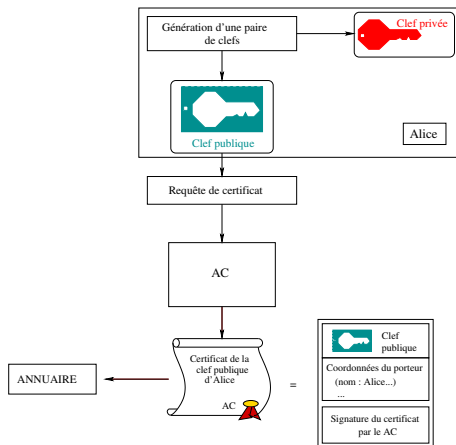 Génération d'une paire
de clefs
Clef privée
Clef publique
Alice
Requête de certificat
AC
Certificat de la
clef publique
d'Alice
AC
ANNUAIRE
=
Clef
publique
Coordonnées du porteur
(nom : Alice...)
...
Signature du certificat
par le AC